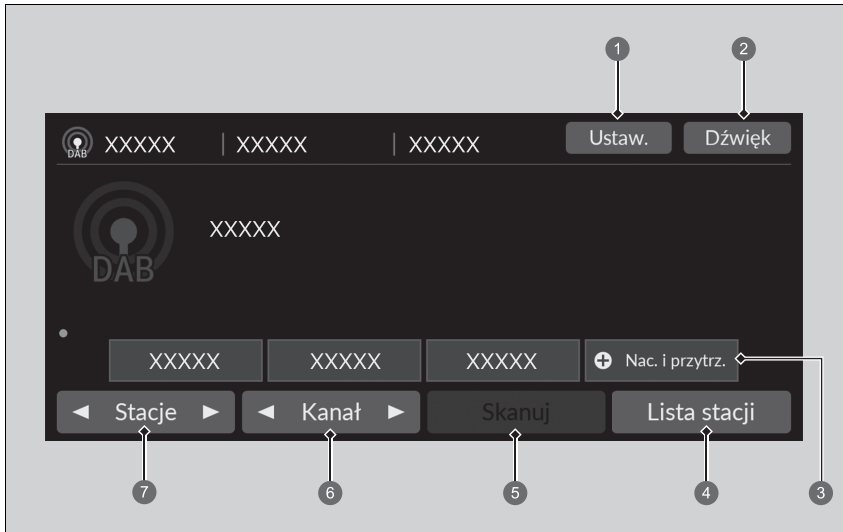 1 2
DAB XXXXX | XXXXX | XXXXX Ustaw. Dźwięk
XXXXX
DAB
XXXXX XXXXX XXXXX Nac. i przytrz.
◄ Stacje ► ◄ Kanał ► Skanuj Lista stacji
7 6 5 4 3